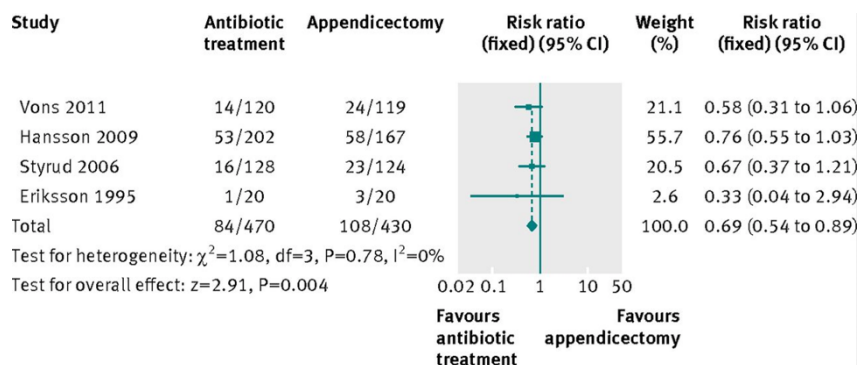 Study Antibiotic treatment Appendicectomy Risk ratio (fixed) (95% CI) Weight (%) Risk ratio (fixed) (95% CI)
Vons 2011 14/120 24/119 21.1 0.58 (0.31 to 1.06)
Hansson 2009 53/202 58/167 55.7 0.76 (0.55 to 1.03)
Styrud 2006 16/128 23/124 20.5 0.67 (0.37 to 1.21)
Eriksson 1995 1/20 3/20 2.6 0.33 (0.04 to 2.94)
Total 84/470 108/430 100.0 0.69 (0.54 to 0.89)
Test for heterogeneity: χ²=1.08, df=3, P=0.78, I²=0%
Test for overall effect: z=2.91, P=0.004
0.02 0.1 1 10 50
Favours antibiotic treatment Favours appendicectomy